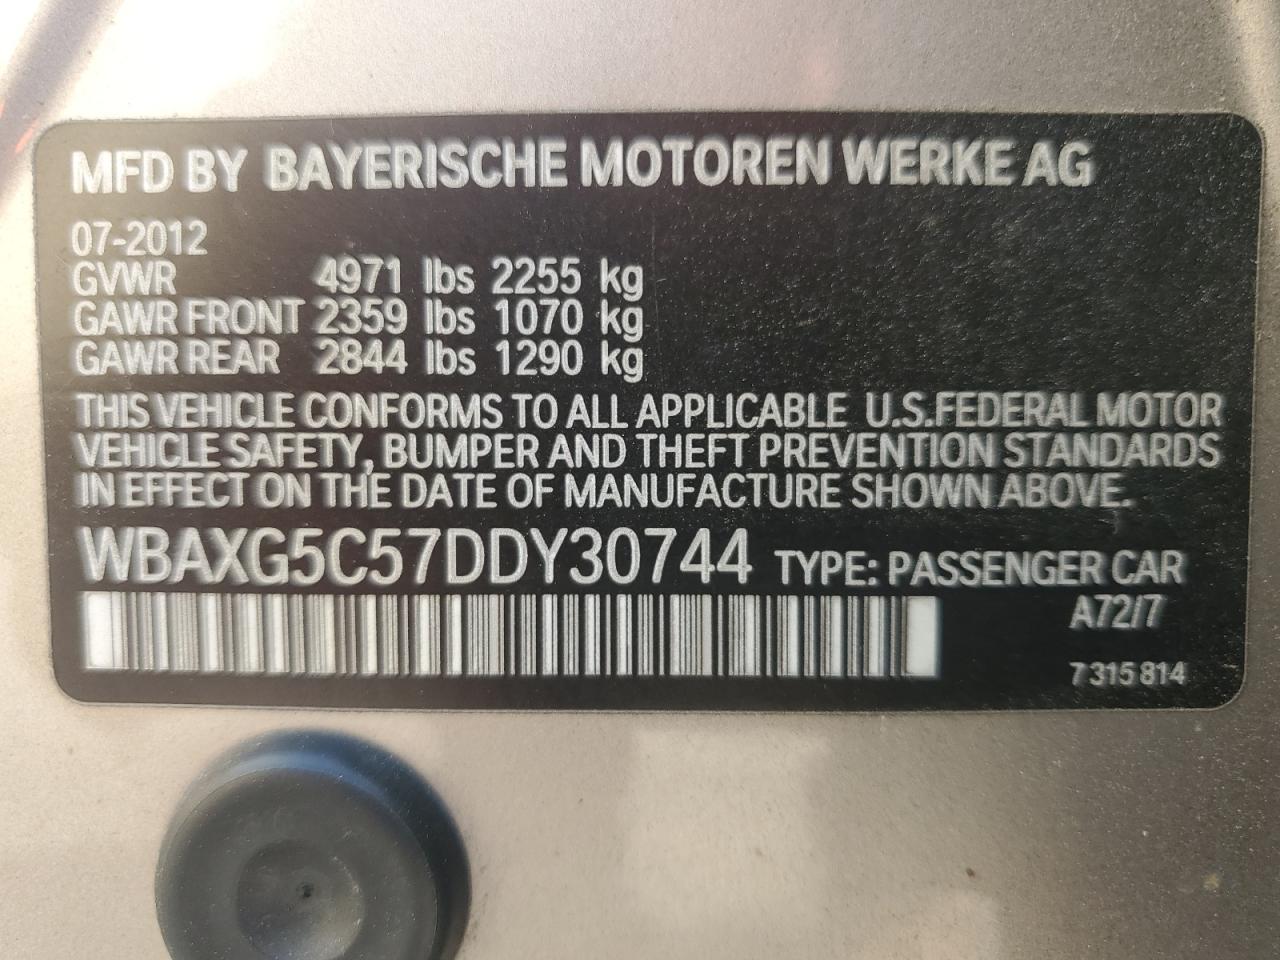 MFD BY BAYERISCHE MOTOREN WERKE AG
07-2012
GVWR 4971 lbs 2255 kg
GAWR FRONT 2359 lbs 1070 kg
GAWR REAR 2844 lbs 1290 kg
THIS VEHICLE CONFORMS TO ALL APPLICABLE U.S.FEDERAL MOTOR
VEHICLE SAFETY, BUMPER AND THEFT PREVENTION STANDARDS
IN EFFECT ON THE DATE OF MANUFACTURE SHOWN ABOVE.
WBAXG5C57DDY30744 TYPE: PASSENGER CAR
A72/7
7 315 814